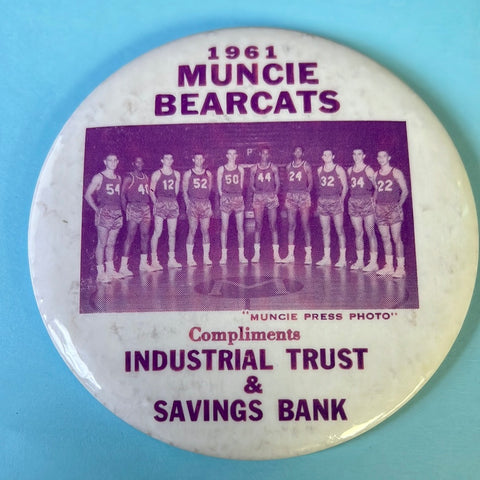 1961
MUNCIE
BEARCATS
54 12 52 50 44 24 32 34 22
"MUNCIE PRESS PHOTO"
Compliments
INDUSTRIAL TRUST
&
SAVINGS BANK